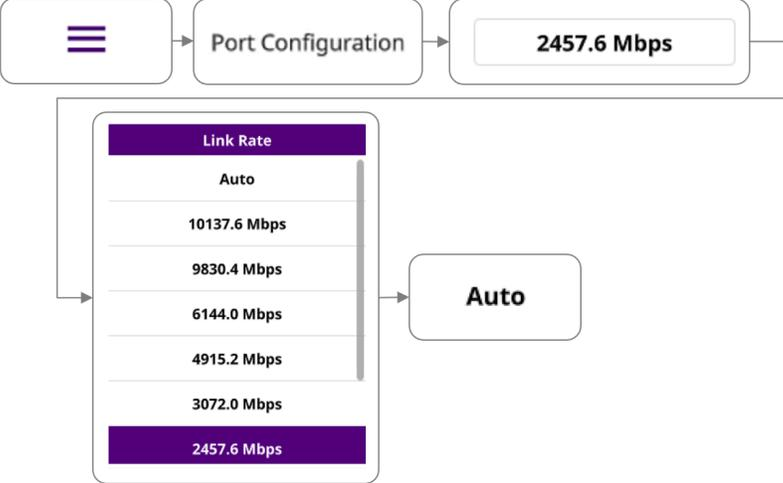 Port Configuration
2457.6 Mbps
Link Rate
Auto
10137.6 Mbps
9830.4 Mbps
6144.0 Mbps
4915.2 Mbps
3072.0 Mbps
2457.6 Mbps
Auto